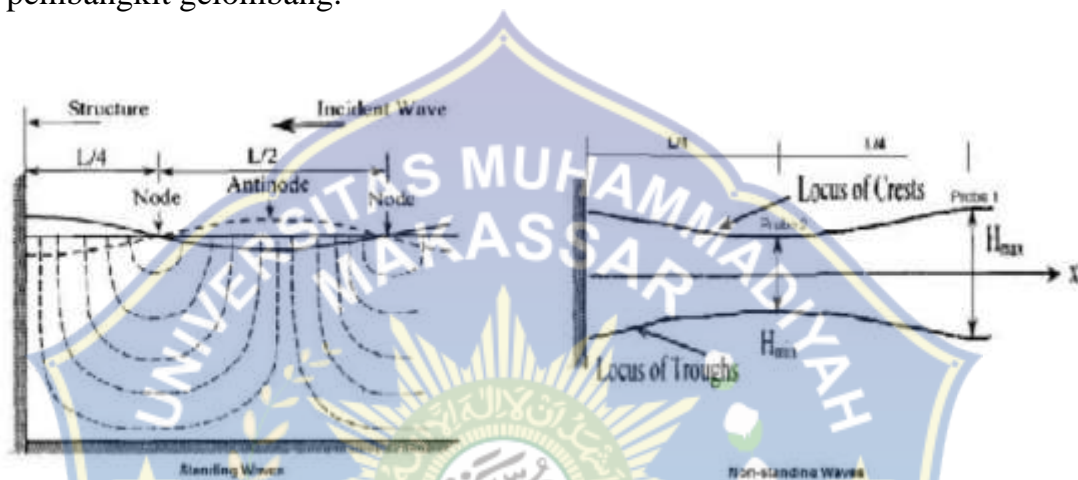 pembangkit gelombang.
Structure
Incident Wave
L/4
L/2
Node
Antinode
Node
Standing Waves
L/4
Locus of Crests
Probe 1
Probe 2
Hmax
X
Hmin
Locus of Troughs
Non-standing Waves
UNIVERSITAS MUHAMMADIYAH
MAKASSAR